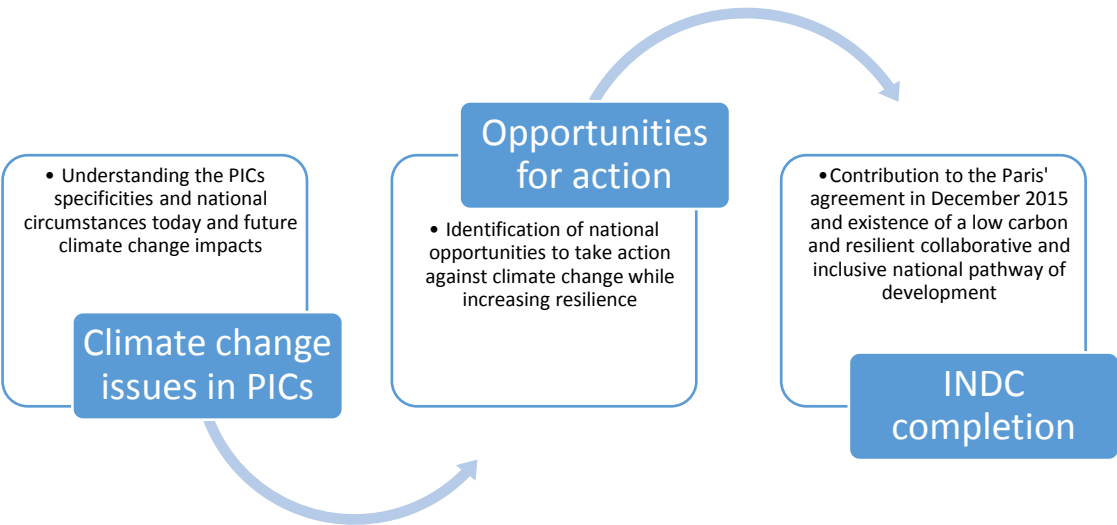 • Understanding the PICs
specificities and national
circumstances today and future
climate change impacts
Climate change
issues in PICs
Opportunities
for action
• Identification of national
opportunities to take action
against climate change while
increasing resilience
•Contribution to the Paris'
agreement in December 2015
and existence of a low carbon
and resilient collaborative and
inclusive national pathway of
development
INDC
completion